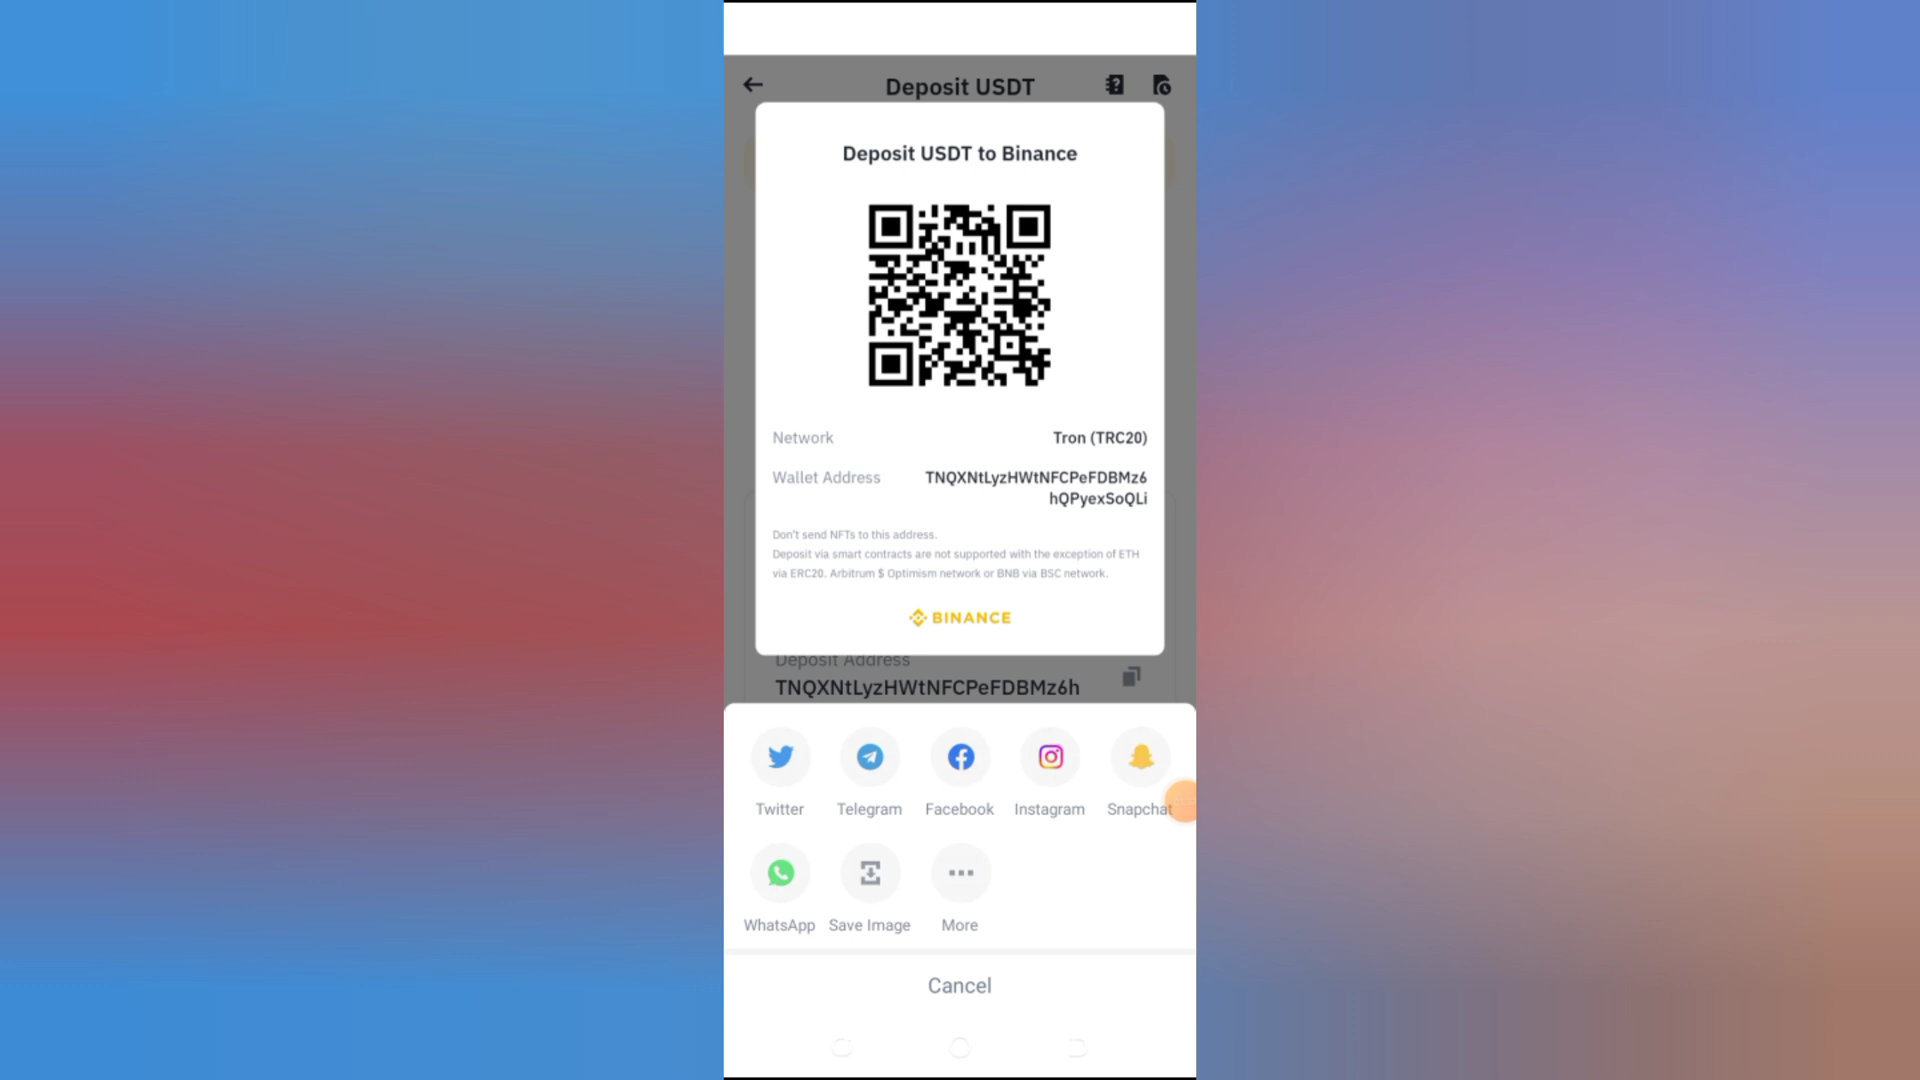 Deposit USDT
Deposit USDT to Binance
Network
Tron (TRC20)
Wallet Address
TNQXNtLyzHWtNFCPeFDBMz6
hQPyexSoQLi
Don't send NFTs to this address.
Deposit via smart contracts are not supported with the exception of ETH
via ERC20. Arbitrum $ Optimism network or BNB via BSC network.
BINANCE
Deposit Address
TNQXNtLyzHWtNFCPeFDBMz6h
Twitter
Telegram
Facebook
Instagram
Snapchat
WhatsApp
Save Image
More
Cancel